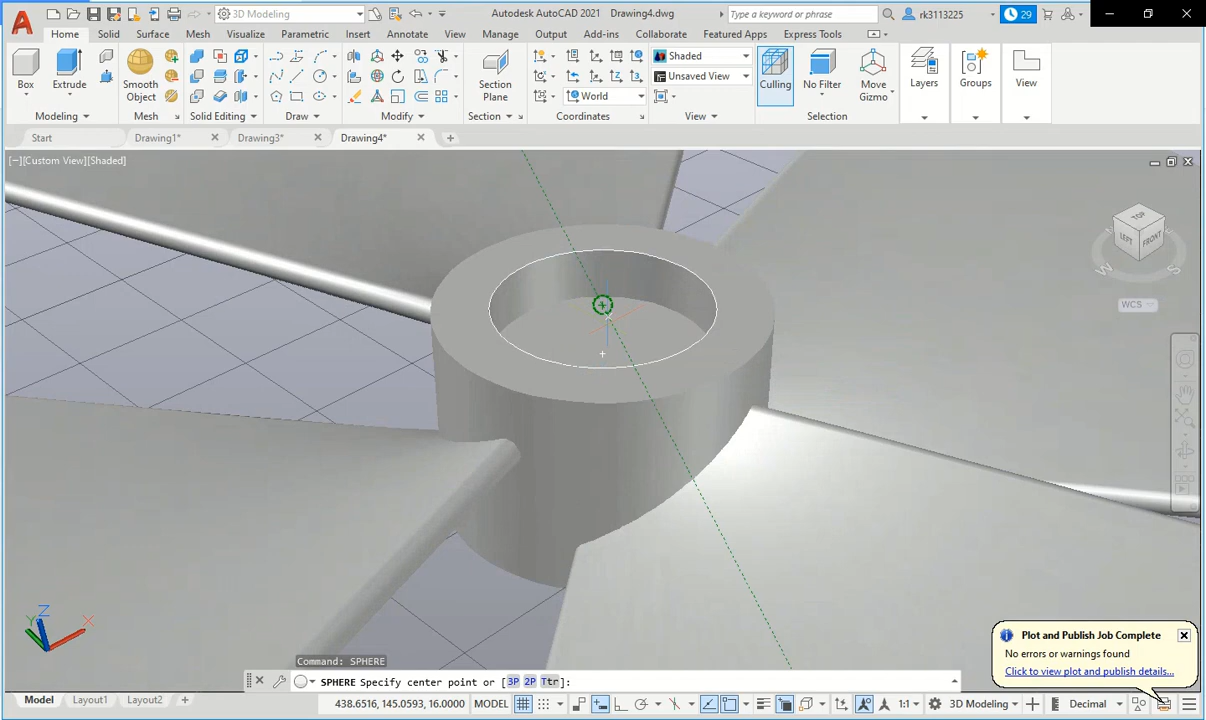 3D Modeling
Autodesk AutoCAD 2021 Drawing4.dwg
Type a keyword or phrase
rk3113225
29
Home Solid Surface Mesh Visualize Parametric Insert Annotate View Manage Output Add-ins Collaborate Featured Apps Express Tools
Box
Extrude
Smooth
Object
Section
Plane
World
Shaded
Unsaved View
Culling
No Filter
Move
Gizmo
Layers
Groups
View
Modeling Mesh Solid Editing Draw Modify Section Coordinates View Selection
Start Drawing1* Drawing3* Drawing4*
[−][Custom View][Shaded]
TOP
LEFT
FRONT
W
S
WCS
Z
Y
X
Plot and Publish Job Complete
No errors or warnings found
Click to view plot and publish details...
Command: SPHERE
SPHERE Specify center point or [3P 2P Ttr]:
Model Layout1 Layout2
438.6516, 145.0593, 16.0000 MODEL
1:1
3D Modeling
Decimal